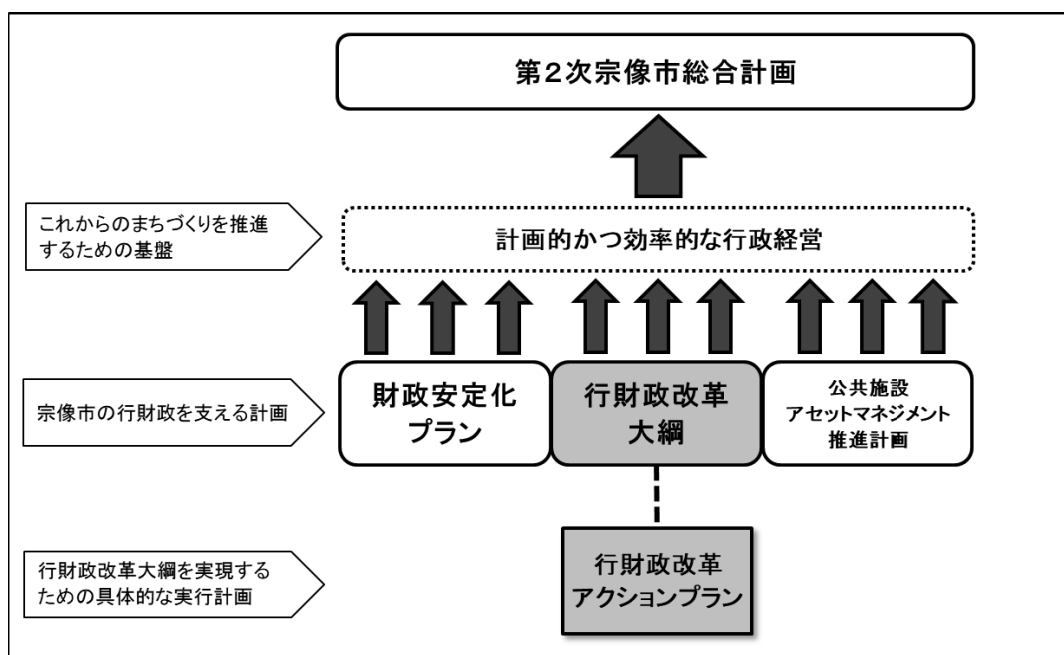 第２次宗像市総合計画
これからのまちづくりを推進
するための基盤
計画的かつ効率的な行政経営
宗像市の行財政を支える計画
財政安定化
プラン
行財政改革
大綱
公共施設
アセットマネジメント
推進計画
行財政改革大綱を実現する
ための具体的な実行計画
行財政改革
アクションプラン